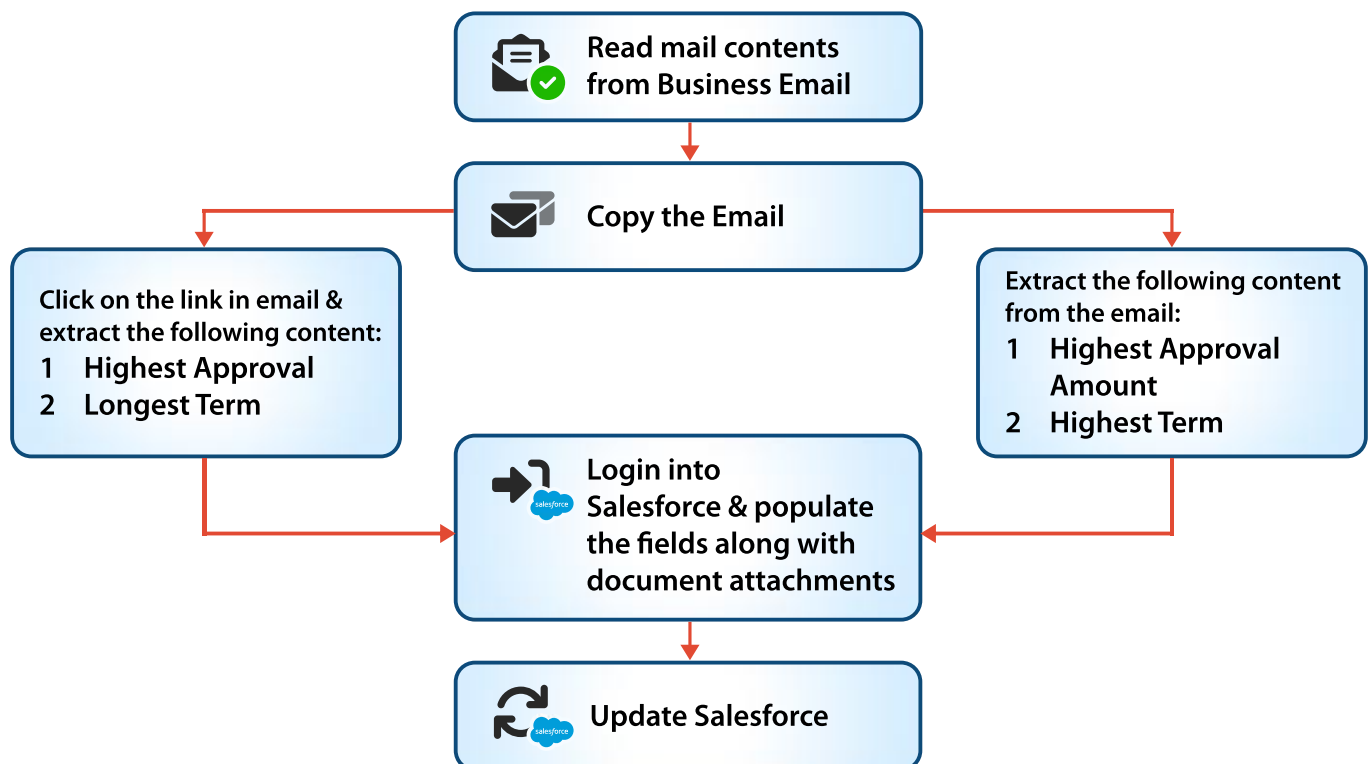 Read mail contents
from Business Email
Copy the Email
Click on the link in email &
extract the following content:
1 Highest Approval
2 Longest Term
Extract the following content
from the email:
1 Highest Approval
Amount
2 Highest Term
Login into
Salesforce & populate
the fields along with
document attachments
salesforce
Update Salesforce
salesforce